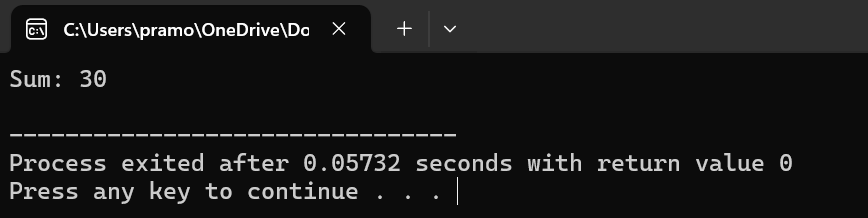 C:\Users\pramo\OneDrive\Do
Sum: 30
--------------------------------
Process exited after 0.05732 seconds with return value 0
Press any key to continue . . .